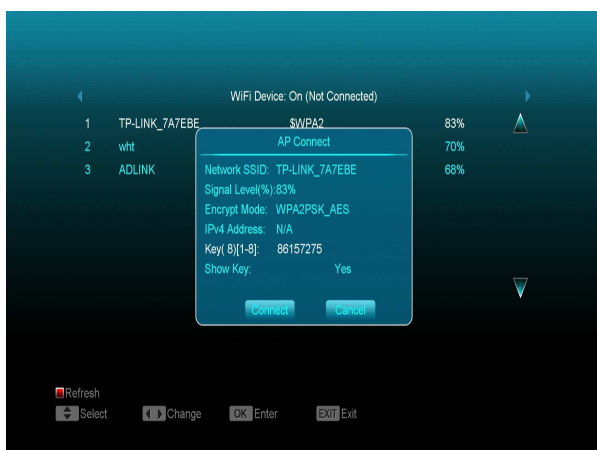 WiFi Device: On (Not Connected)
1 TP-LINK_7A7EBE $WPA2 83%
2 wht 70%
3 ADLINK 68%
AP Connect
Network SSID: TP-LINK_7A7EBE
Signal Level(%):83%
Encrypt Mode: WPA2PSK_AES
IPv4 Address: N/A
Key( 8)[1-8]: 86157275
Show Key: Yes
Connect Cancel
Refresh
Select Change OK Enter EXIT Exit